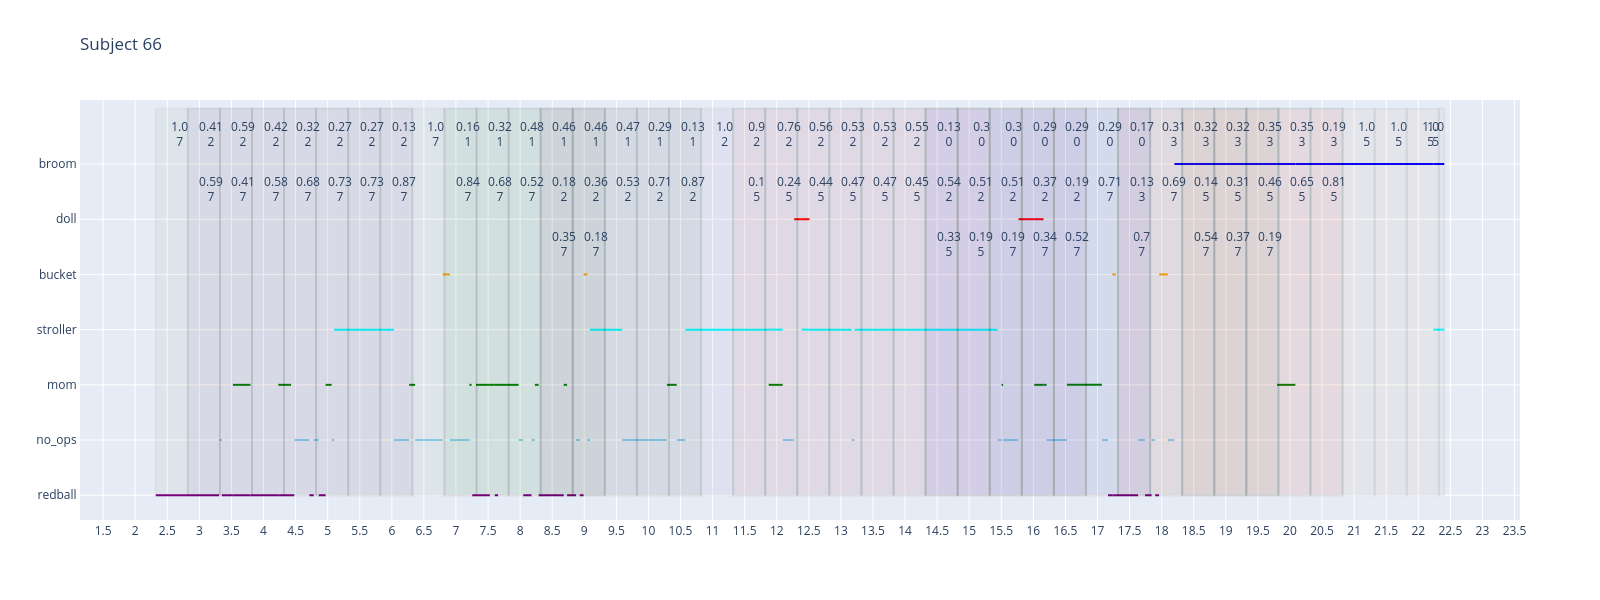 Subject 66
1.0 0.41 0.59 0.42 0.32 0.27 0.27 0.13 1.0 0.16 0.32 0.48 0.46 0.46 0.47 0.29 0.13 1.0 0.9 0.76 0.56 0.53 0.53 0.55 0.13 0.3 0.3 0.29 0.29 0.29 0.17 0.31 0.32 0.32 0.35 0.35 0.19 1.0 1.0
7 2 2 2 2 2 2 2 7 1 1 1 1 1 1 1 1 2 2 2 2 2 2 2 0 0 0 0 0 0 0 3 3 3 3 3 3 5 5
broom
0.59 0.41 0.58 0.68 0.73 0.73 0.87 0.84 0.68 0.52 0.18 0.36 0.53 0.71 0.87 0.1 0.24 0.44 0.47 0.47 0.45 0.54 0.51 0.51 0.37 0.19 0.71 0.13 0.69 0.14 0.31 0.46 0.65 0.81
7 7 7 7 7 7 7 7 7 7 2 2 2 2 2 5 5 5 5 5 5 2 2 2 2 2 7 3 7 5 5 5 5 5
doll
0.35 0.18 0.33 0.19 0.19 0.34 0.52 0.7 0.54 0.37 0.19
7 7 5 5 7 7 7 7 7 7 7
bucket
stroller
mom
no_ops
redball
1.5 2 2.5 3 3.5 4 4.5 5 5.5 6 6.5 7 7.5 8 8.5 9 9.5 10 10.5 11 11.5 12 12.5 13 13.5 14 14.5 15 15.5 16 16.5 17 17.5 18 18.5 19 19.5 20 20.5 21 21.5 22 22.5 23 23.5